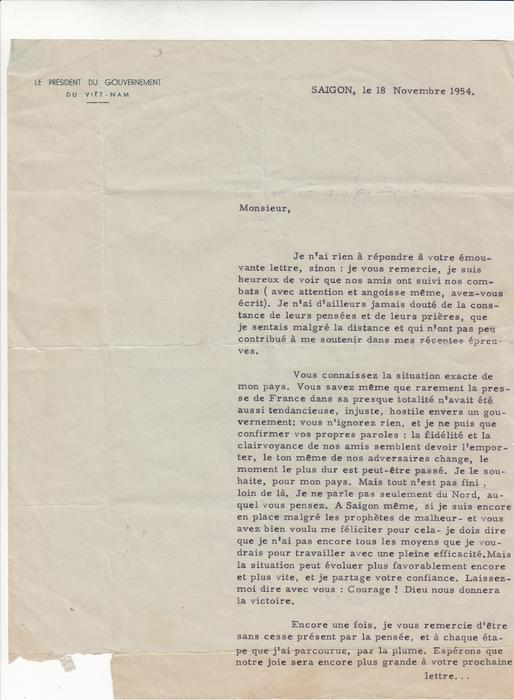 LE PRÉSIDENT DU GOUVERNEMENT
DU VIÊT-NAM
SAIGON, le 18 Novembre 1954.
Monsieur,
Je n'ai rien à répondre à votre émou-
vante lettre, sinon : je vous remercie, je suis
heureux de voir que nos amis ont suivi nos com-
bats ( avec attention et angoisse même, avez-vous
écrit). Je n'ai d'ailleurs jamais douté de la cons-
tance de leurs pensées et de leurs prières, que
je sentais malgré la distance et qui n'ont pas peu
contribué à me soutenir dans mes récentes épreu-
ves.
Vous connaissez la situation exacte de
mon pays. Vous savez même que rarement la pres-
se de France dans sa presque totalité n'avait été
aussi tendancieuse, injuste, hostile envers un gou-
vernement; vous n'ignorez rien, et je ne puis que
confirmer vos propres paroles : la fidélité et la
clairvoyance de nos amis semblent devoir l'empor-
ter, le ton même de nos adversaires change, le
moment le plus dur est peut-être passé. Je le sou-
haite, pour mon pays. Mais tout n'est pas fini ,
loin de là. Je ne parle pas seulement du Nord, au-
quel vous pensez. A Saigon même, si je suis encore
en place malgré les prophètes de malheur- et vous
avez bien voulu me féliciter pour cela- je dois dire
que je n'ai pas encore tous les moyens que je vou-
drais pour travailler avec une pleine efficacité.Mais
la situation peut évoluer plus favorablement encore
et plus vite, et je partage votre confiance. Laissez-
moi dire avec vous : Courage ! Dieu nous donnera
la victoire.
Encore une fois, je vous remercie d'être
sans cesse présent par la pensée, et à chaque éta-
pe que j'ai parcourue, par la plume. Espérons que
notre joie sera encore plus grande à votre prochaine
lettre...